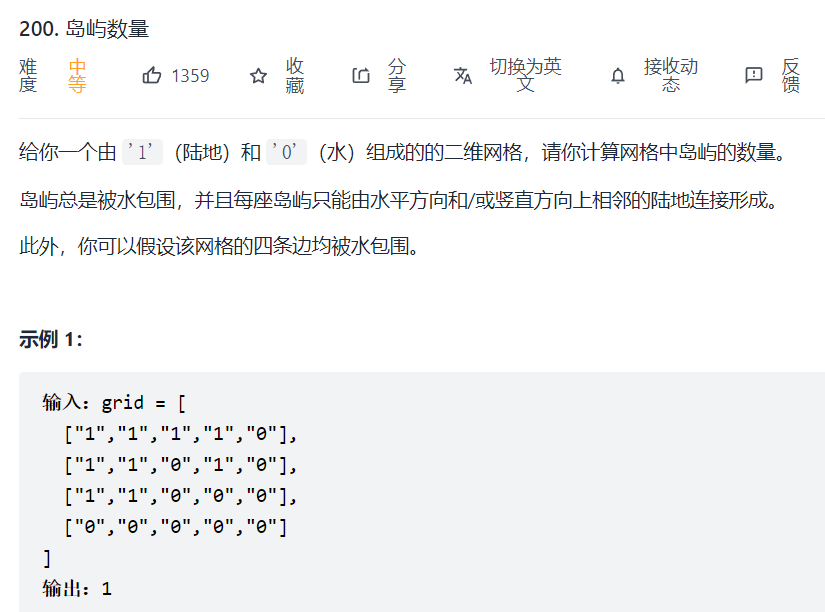 200. 岛屿数量
难度 中等 1359 收藏 分享 切换为英文 接收动态 反馈
给你一个由 '1' （陆地）和 '0' （水）组成的的二维网格，请你计算网格中岛屿的数量。
岛屿总是被水包围，并且每座岛屿只能由水平方向和/或竖直方向上相邻的陆地连接形成。
此外，你可以假设该网格的四条边均被水包围。
示例 1：
输入：grid = [
["1","1","1","1","0"],
["1","1","0","1","0"],
["1","1","0","0","0"],
["0","0","0","0","0"]
]
输出：1